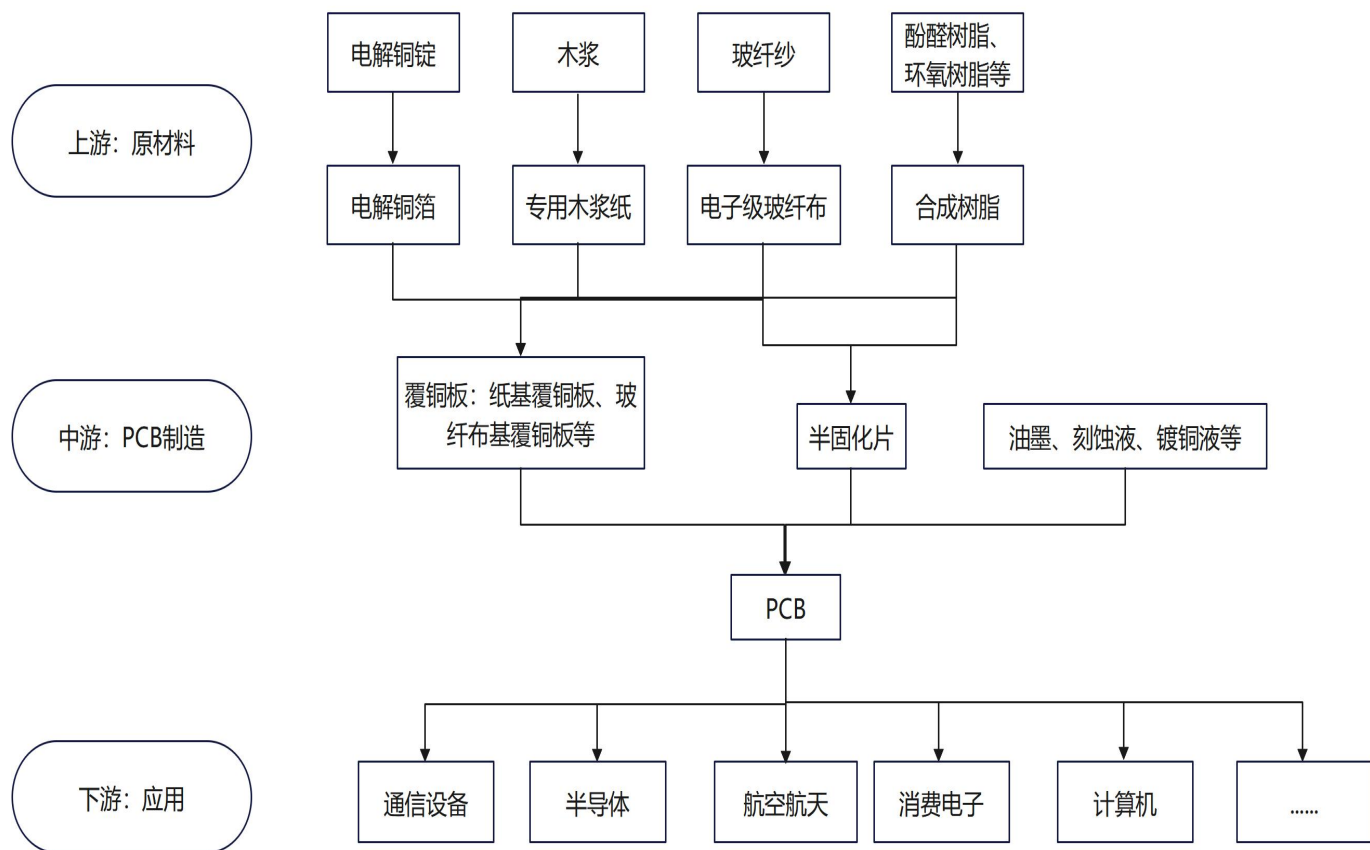 电解铜锭
木浆
玻纤纱
酚醛树脂、
环氧树脂等
上游：原材料
电解铜箔
专用木浆纸
电子级玻纤布
合成树脂
覆铜板：纸基覆铜板、玻
纤布基覆铜板等
中游：PCB制造
半固化片
油墨、刻蚀液、镀铜液等
PCB
下游：应用
通信设备
半导体
航空航天
消费电子
计算机
......